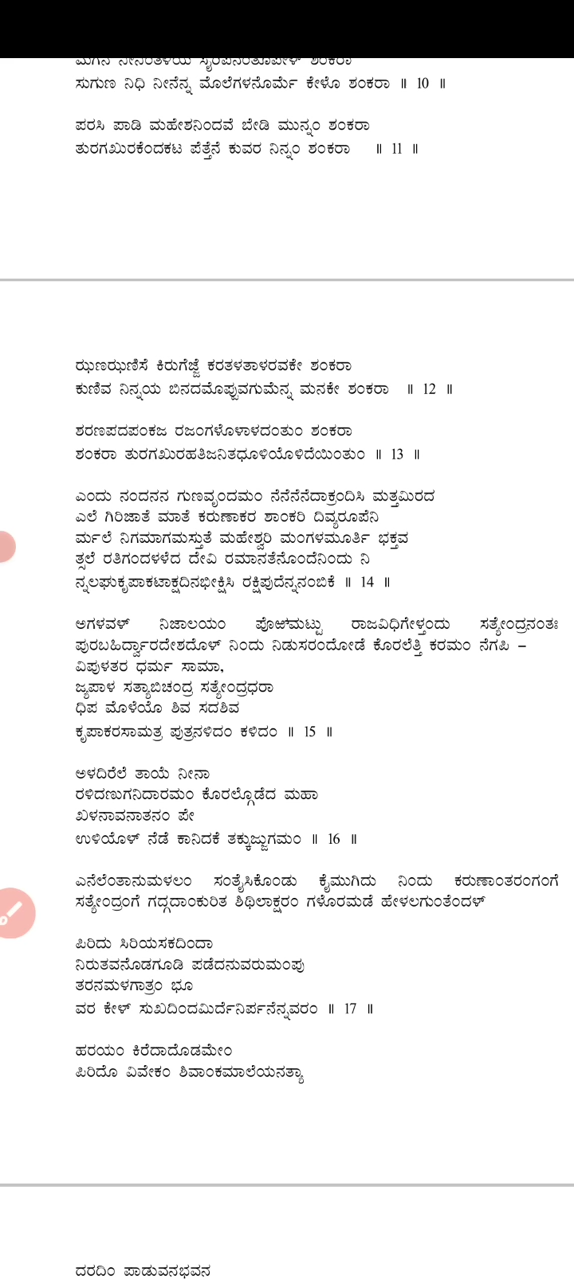 ಸುಗುಣ ನಿಧಿ ನೀನೆನ್ನ ಮೊಲೆಗಳನೊರ್ಮೆ ಕೇಳೊ ಶಂಕರಾ ॥ 10 ॥
ಪರಸಿ ಪಾಡಿ ಮಹೇಶನಿಂದವೆ ಬೇಡಿ ಮುನ್ನಂ ಶಂಕರಾ
ತುರಗಖುರಕೆಂದಕಟ ಪೆತ್ತೆನೆ ಕುವರ ನಿನ್ನಂ ಶಂಕರಾ ॥ 11 ॥
ಝಣಝಣಿಸೆ ಕಿರುಗೆಜ್ಜೆ ಕರತಳತಾಳರವಕೇ ಶಂಕರಾ
ಕುಣಿವ ನಿನ್ನಯ ಬಿನದಮೊಪ್ಪುವಗುಮೆನ್ನ ಮನಕೇ ಶಂಕರಾ ॥ 12 ॥
ಶರಣಪದಪಂಕಜ ರಜಂಗಳೊಳಾಳದಂತುಂ ಶಂಕರಾ
ಶಂಕರಾ ತುರಗಖುರಹತಿಜನಿತಧೂಳಿಯೊಳಿದೆಯಿಂತುಂ ॥ 13 ॥
ಎಂದು ನಂದನನ ಗುಣವೃಂದಮಂ ನೆನೆನೆನೆದಾಕ್ರಂದಿಸಿ ಮತ್ತಮಿರದ
ಎಲೆ ಗಿರಿಜಾತೆ ಮಾತೆ ಕರುಣಾಕರ ಶಾಂಕರಿ ದಿವ್ಯರೂಪೆನಿ
ರ್ಮಲೆ ನಿಗಮಾಗಮಸ್ತುತೆ ಮಹೇಶ್ವರಿ ಮಂಗಳಮೂರ್ತಿ ಭಕ್ತವ
ತ್ಸಲೆ ರತಿಗಂದಳಳೆದ ದೇವಿ ರಮಾನತೆನೊಂದೆನಿಂದು ನಿ
ನ್ನಲಘುಕೃಪಾಕಟಾಕ್ಷದಿನಭೀಕ್ಷಿಸಿ ರಕ್ಷಿಪುದೆನ್ನನಂಬಿಕೆ ॥ 14 ॥
ಅಗಳವಳ್ ನಿಜಾಲಯಂ ಪೊಱಮಟ್ಟು ರಾಜವಿಧಿಗೇಳ್ತಂದು ಸತ್ಯೇಂದ್ರನಂತಃ
ಪುರಬಹಿರ್ದ್ವಾರದೇಶದೊಳ್ ನಿಂದು ನಿಡುಸರಂದೋಡೆ ಕೊರಲೆತ್ತಿ ಕರಮಂ ನೆಗಪಿ –
ವಿಪುಳತರ ಧರ್ಮ ಸಾಮಾ,
ಜ್ಯಪಾಳ ಸತ್ಯಾಬಿಚಂದ್ರ ಸತ್ಯೇಂದ್ರಧರಾ
ಧಿಪ ಮೊಳೆಯೊ ಶಿವ ಸದಶಿವ
ಕೃಪಾಕರಸಾಮತ್ರ ಪುತ್ರನಳಿದಂ ಕಳಿದಂ ॥ 15 ॥
ಅಳದಿರೆಲೆ ತಾಯೆ ನೀನಾ
ರಳಿದಣುಗನಿದಾರಮಂ ಕೊರಲ್ಗೊಡೆದ ಮಹಾ
ಖಳನಾವನಾತನಂ ಪೇ
ಉಳಿಯೊಳ್ ನೆಡೆ ಕಾನಿದಕೆ ತಕ್ಕುಜ್ಜುಗಮಂ ॥ 16 ॥
ಎನೆಲೆಂತಾನುಮಳಲಂ ಸಂತೈಸಿಕೊಂಡು ಕೈಮುಗಿದು ನಿಂದು ಕರುಣಾಂತರಂಗಂಗೆ
ಸತ್ಯೇಂದ್ರಂಗೆ ಗದ್ಗದಾಂಕುರಿತ ಶಿಥಿಲಾಕ್ಷರಂ ಗಳೊರಮಡೆ ಹೇಳಲಗುಂತೆಂದಳ್
ಪಿರಿದು ಸಿರಿಯಸಕದಿಂದಾ
ನಿರುತವನೊಡಗೂಡಿ ಪಡೆದನುವರುಮಂಪು
ತರನಮಳಗಾತ್ರಂ ಭೂ
ವರ ಕೇಳ್ ಸುಖದಿಂದಮಿರ್ದೆನಿರ್ಪನೆನ್ನವರಂ ॥ 17 ॥
ಹರಯಂ ಕಿರೆದಾದೊಡಮೇಂ
ಪಿರಿದೊ ವಿವೇಕಂ ಶಿವಾಂಕಮಾಲೆಯನತ್ಯಾ
ದರದಿಂ ಪಾಡುವನಭವನ